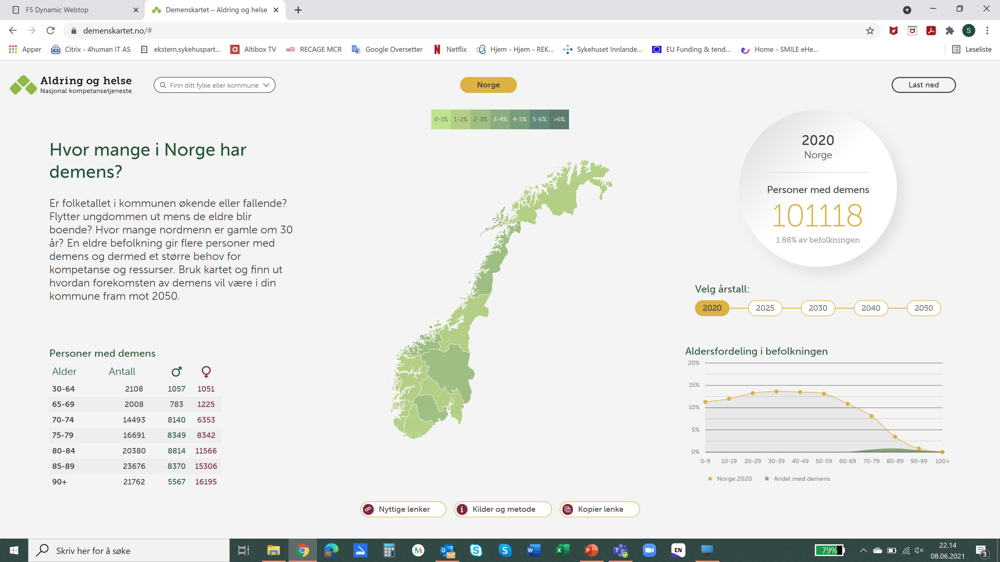 F5 Dynamic Webtop
Demenskartet – Aldring og helse
demenskartet.no/#
S
Apper
Citrix - 4human IT AS
ekstern.sykehuspart...
Altibox TV
RECAGE MCR
Google Oversetter
Netflix
Hjem - Hjem - REK...
Sykehuset Innlande...
EU Funding & tend...
Home - SMILE eHe...
Leseliste
Aldring og helse
Nasjonal kompetansetjeneste
Finn ditt fylke eller kommune
Norge
Last ned
0-1% 1-2% 2-3% 3-4% 4-5% 5-6% >6%
Hvor mange i Norge har
demens?
Er folketallet i kommunen økende eller fallende?
Flytter ungdommen ut mens de eldre blir
boende? Hvor mange nordmenn er gamle om 30
år? En eldre befolkning gir flere personer med
demens og dermed et større behov for
kompetanse og ressurser. Bruk kartet og finn ut
hvordan forekomsten av demens vil være i din
kommune fram mot 2050.
Personer med demens
Alder Antall ♂ ♀
30-64 2108 1057 1051
65-69 2008 783 1225
70-74 14493 8140 6353
75-79 16691 8349 8342
80-84 20380 8814 11566
85-89 23676 8370 15306
90+ 21762 5567 16195
2020
Norge
Personer med demens
101118
1.88% av befolkningen
Velg årstall:
2020 2025 2030 2040 2050
Aldersfordeling i befolkningen
20%
15%
10%
5%
0%
0-9 10-19 20-29 30-39 40-49 50-59 60-69 70-79 80-89 90-99 100+
Norge 2020 Andel med demens
Nyttige lenker
Kilder og metode
Kopier lenke
Skriv her for å søke
EN
79%
22.14
08.06.2021
3